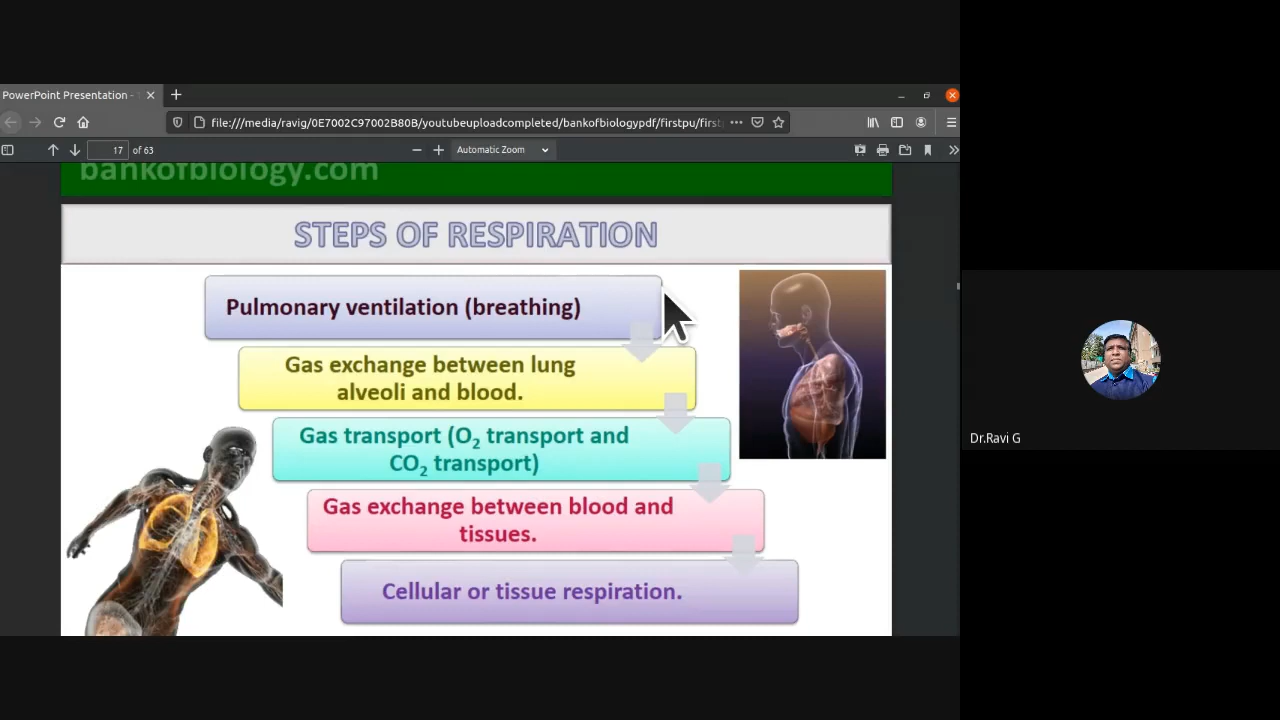 PowerPoint Presentation -
file:///media/ravig/0E7002C97002B80B/youtubeuploadcompleted/bankofbiologypdf/firstpu/first
17 of 63
Automatic Zoom
bankofbiology.com
STEPS OF RESPIRATION
Pulmonary ventilation (breathing)
Gas exchange between lung
alveoli and blood.
Gas transport (O₂ transport and
CO₂ transport)
Gas exchange between blood and
tissues.
Cellular or tissue respiration.
Dr.Ravi G